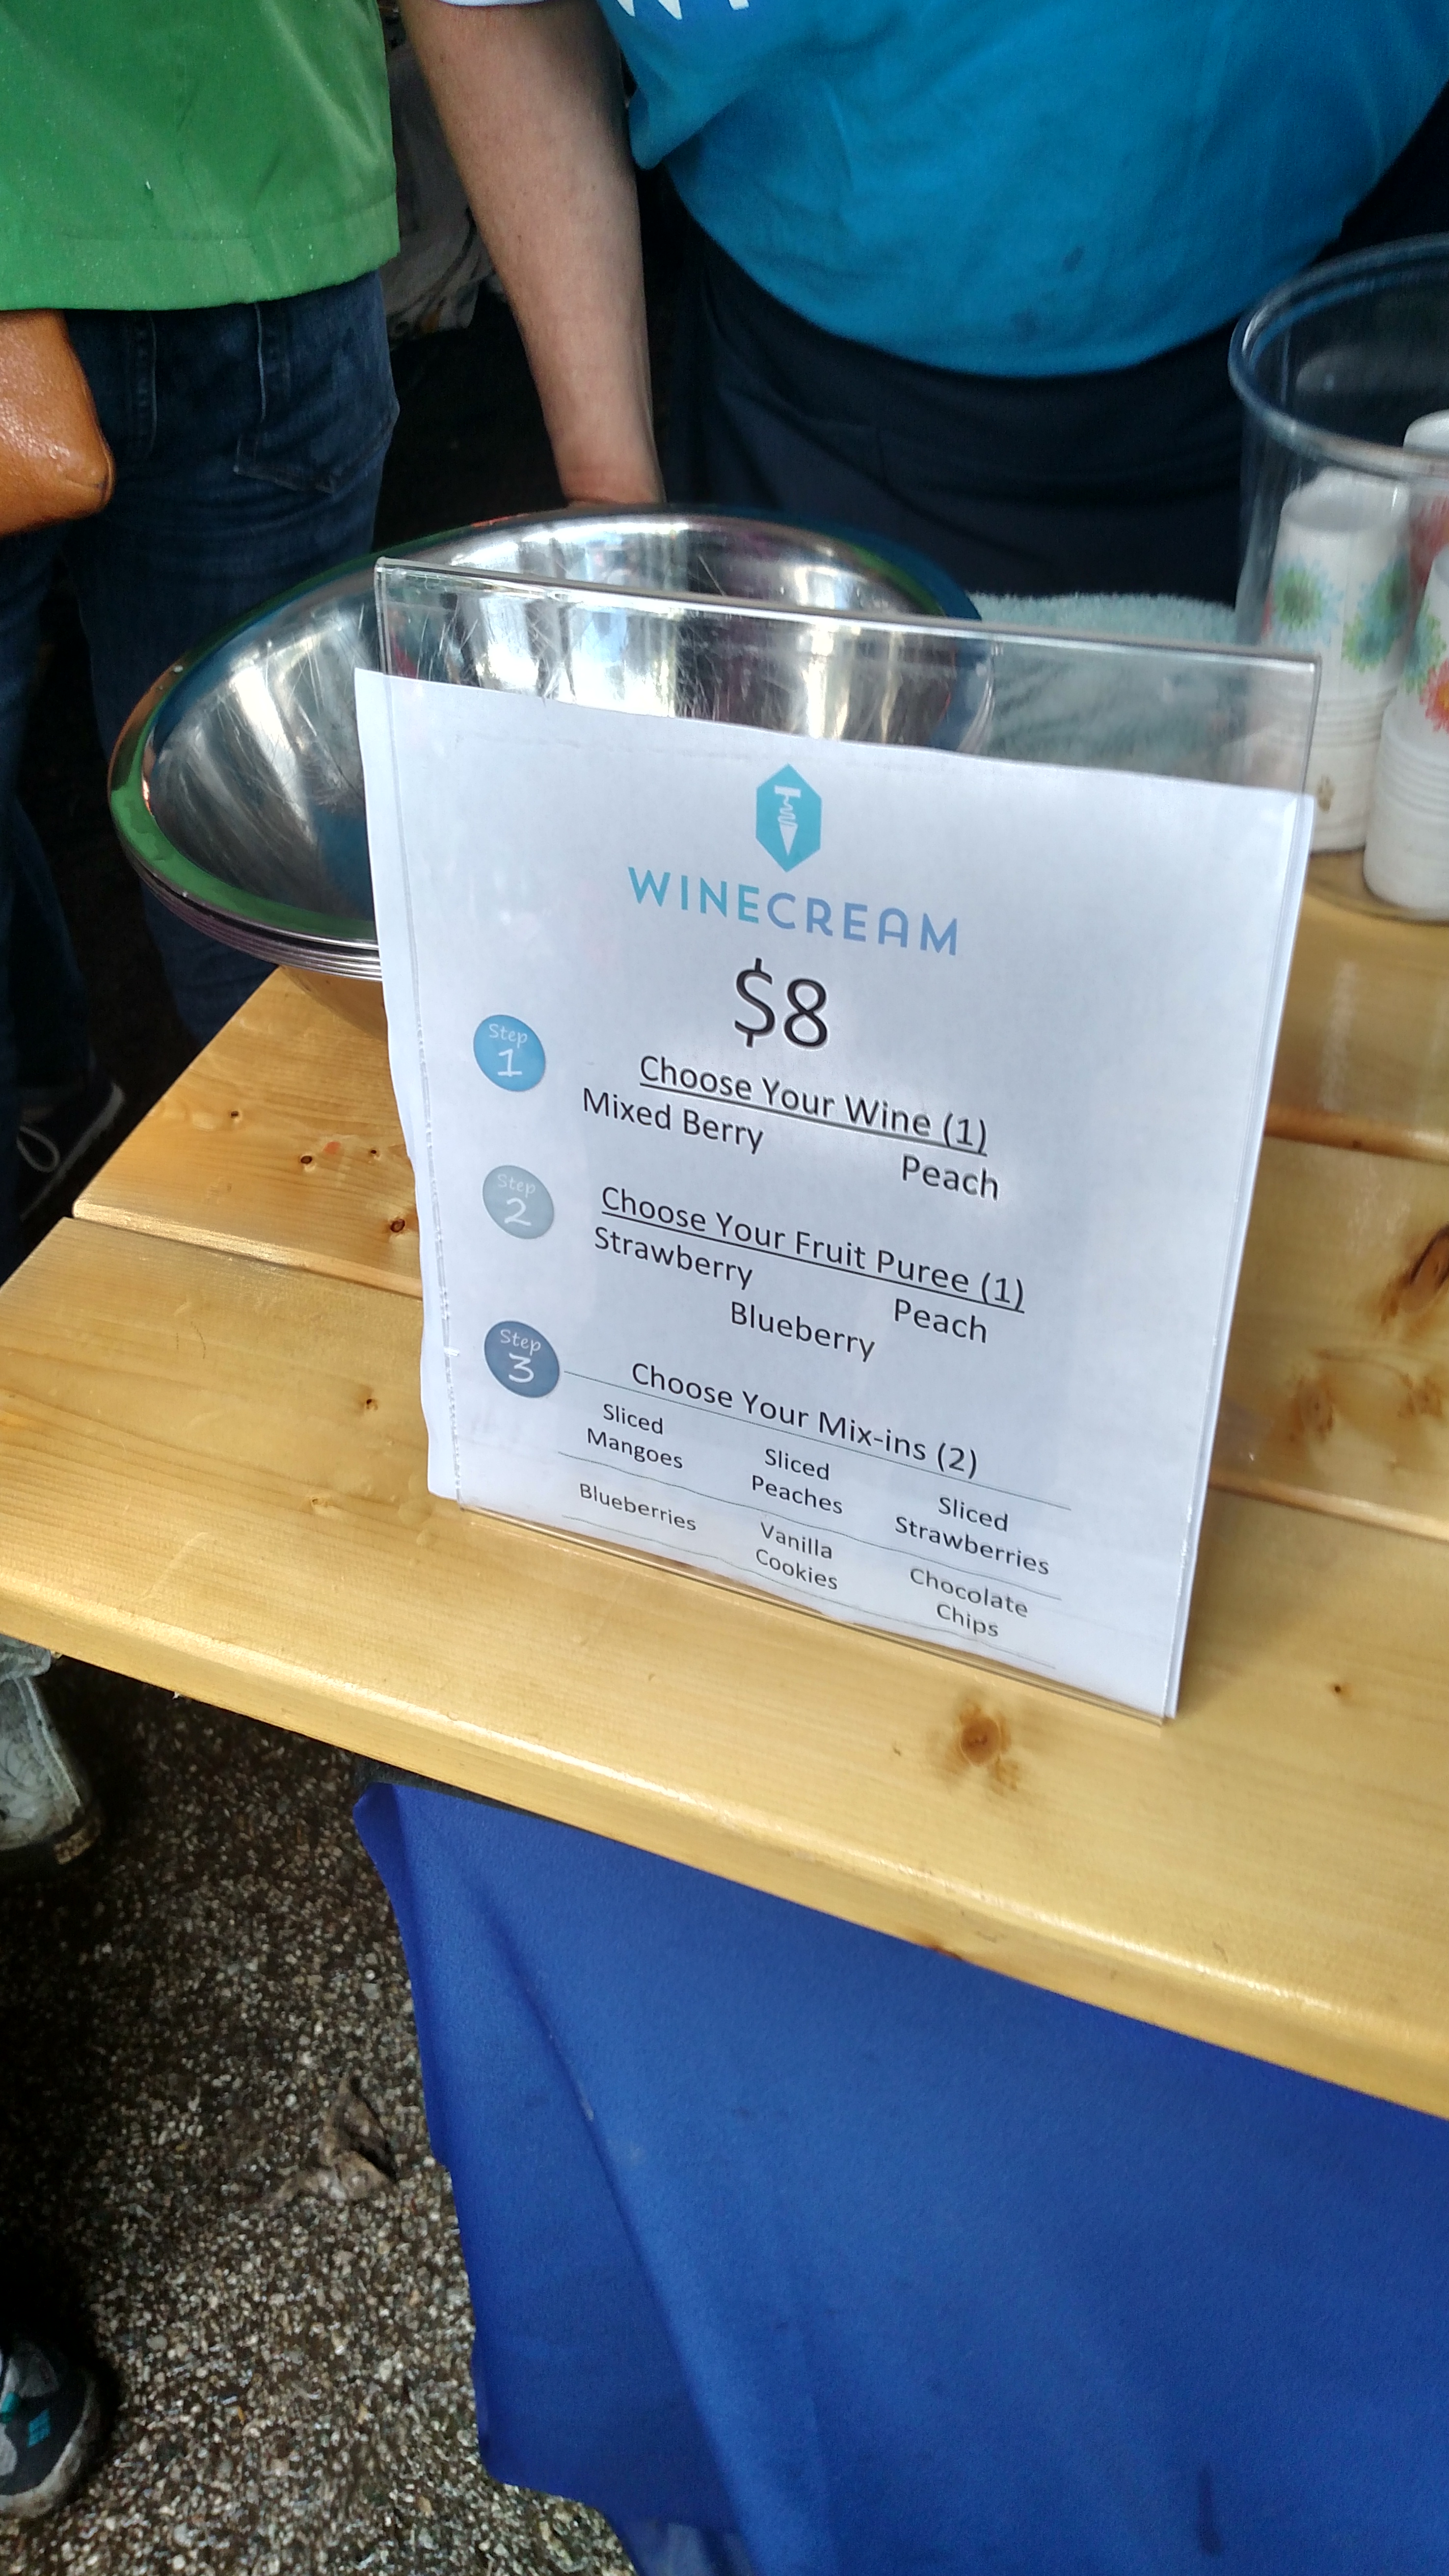 WINECREAM
$8
Step
1
Choose Your Wine (1)
Mixed Berry Peach
Step
2
Choose Your Fruit Puree (1)
Strawberry Peach
Blueberry
Step
3
Choose Your Mix-ins (2)
Sliced Mangoes
Sliced Peaches
Sliced Strawberries
Blueberries
Vanilla Cookies
Chocolate Chips